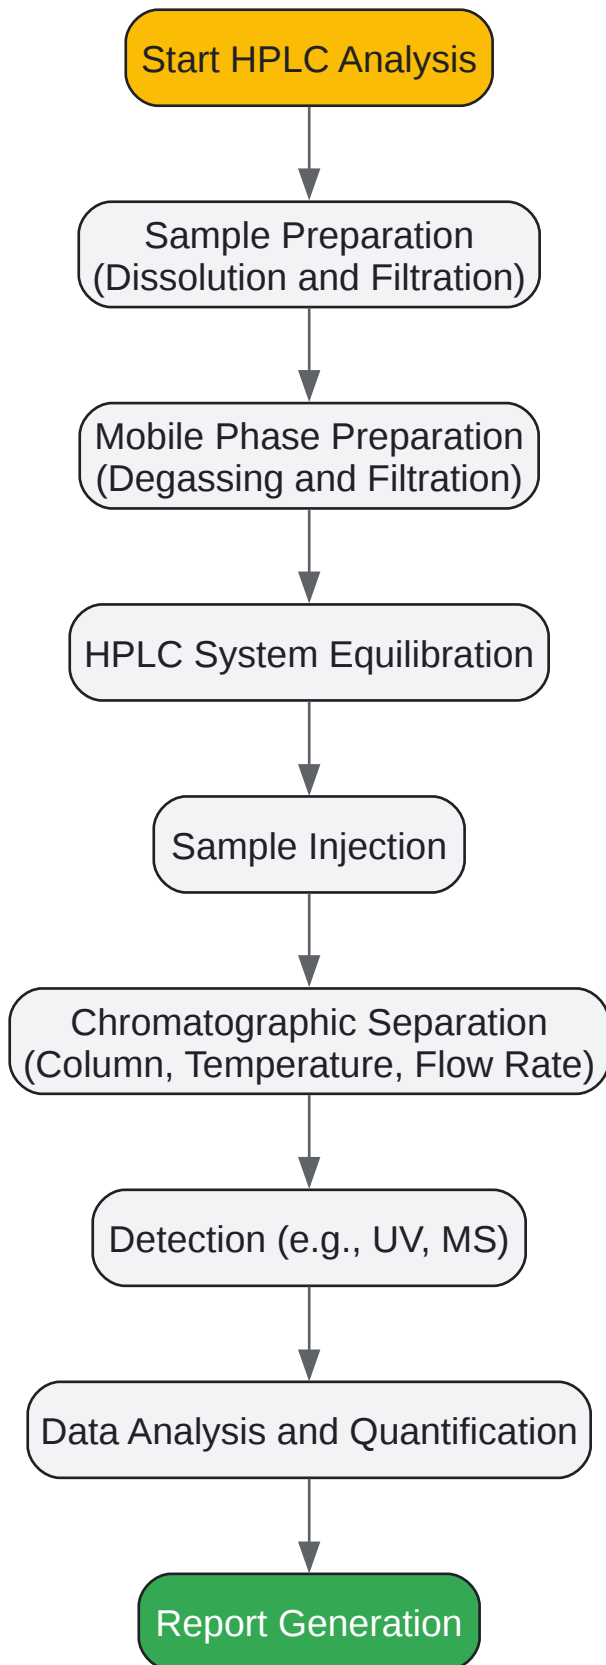 Start HPLC Analysis
Sample Preparation
(Dissolution and Filtration)
Mobile Phase Preparation
(Degassing and Filtration)
HPLC System Equilibration
Sample Injection
Chromatographic Separation
(Column, Temperature, Flow Rate)
Detection (e.g., UV, MS)
Data Analysis and Quantification
Report Generation